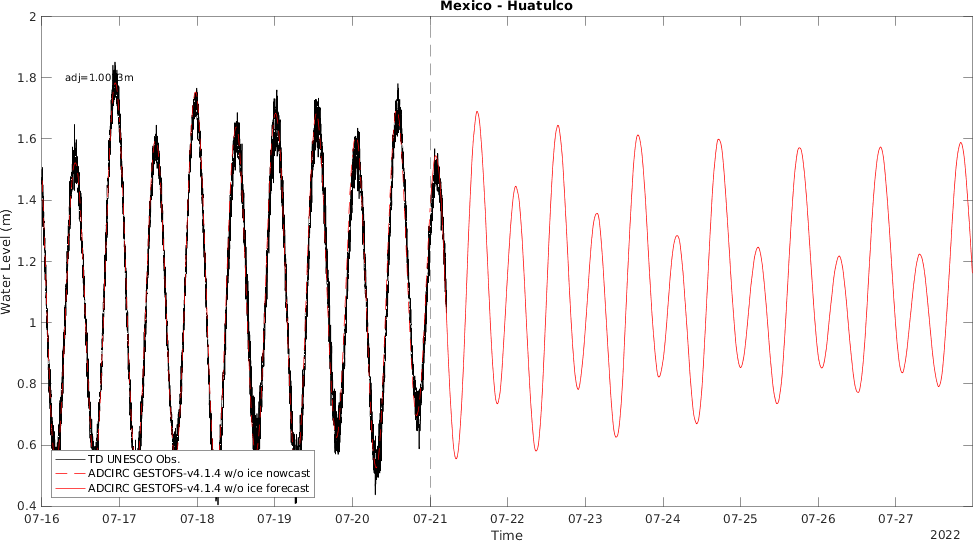 Mexico - Huatulco
2
1.8
1.6
1.4
1.2
1
0.8
0.6
0.4
Water Level (m)
TD UNESCO Obs.
ADCIRC GESTOFS-v4.1.4 w/o ice nowcast
ADCIRC GESTOFS-v4.1.4 w/o ice forecast
07-16 07-17 07-18 07-19 07-20 07-21 07-22 07-23 07-24 07-25 07-26 07-27
Time
2022